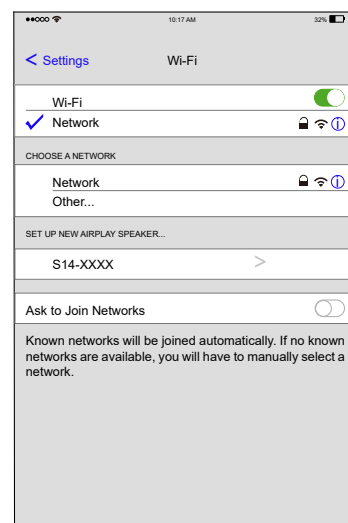 10:17 AM 32%
< Settings Wi-Fi
Wi-Fi
Network
CHOOSE A NETWORK
Network
Other...
SET UP NEW AIRPLAY SPEAKER...
S14-XXXX >
Ask to Join Networks
Known networks will be joined automatically. If no known
networks are available, you will have to manually select a
network.